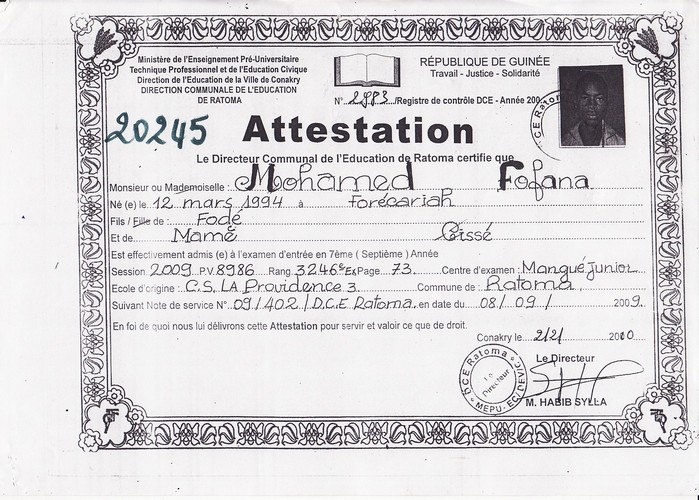 Ministère de l'Enseignement Pré-Universitaire
Technique Professionnel et de l'Education Civique
Direction de l'Education de la Ville de Conakry
DIRECTION COMMUNALE DE L'EDUCATION
DE RATOMA
RÉPUBLIQUE DE GUINÉE
Travail - Justice - Solidarité
N° /Registre de contrôle DCE - Année 200
20245
Attestation
Le Directeur Communal de l'Education de Ratoma certifie que
Monsieur ou Mademoiselle : Mohamed Fofana
Né (e) le 12 mars 1994 à Forécariah
Fils / Fille de : Fodé
Et de Mamé Cissé
Est effectivement admis (e) à l'examen d'entrée en 7ème ( Septième ) Année
Session 2009 P.V. 8986 Rang 3246e Ex Page 73 Centre d'examen : Mangué junior
Ecole d'origine : C.S. LA Providence 3 Commune de : Ratoma
Suivant Note de service N° 09/402/D.C.E Ratoma en date du 08/09/ 2009
En foi de quoi nous lui délivrons cette Attestation pour servir et valoir ce que de droit.
Conakry le 2/2/ 2010
Le Directeur
M. HABIB SYLLA
DCE Ratoma
Le Directeur
MEPU-